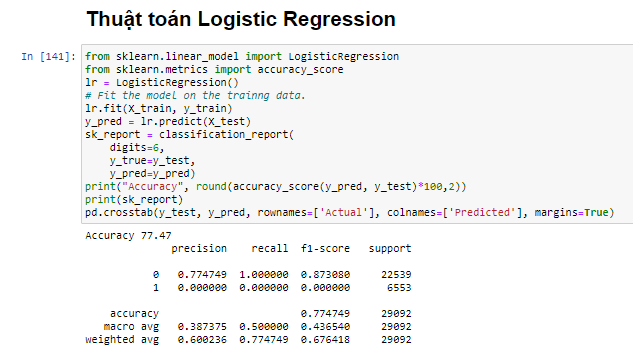 Thuật toán Logistic Regression
In [141]: from sklearn.linear_model import LogisticRegression
from sklearn.metrics import accuracy_score
lr = LogisticRegression()
# Fit the model on the trainng data.
lr.fit(X_train, y_train)
y_pred = lr.predict(X_test)
sk_report = classification_report(
    digits=6,
    y_true=y_test,
    y_pred=y_pred)
print("Accuracy", round(accuracy_score(y_pred, y_test)*100,2))
print(sk_report)
pd.crosstab(y_test, y_pred, rownames=['Actual'], colnames=['Predicted'], margins=True)
Accuracy 77.47
precision recall f1-score support
0 0.774749 1.000000 0.873080 22539
1 0.000000 0.000000 0.000000 6553
accuracy 0.774749 29092
macro avg 0.387375 0.500000 0.436540 29092
weighted avg 0.600236 0.774749 0.676418 29092